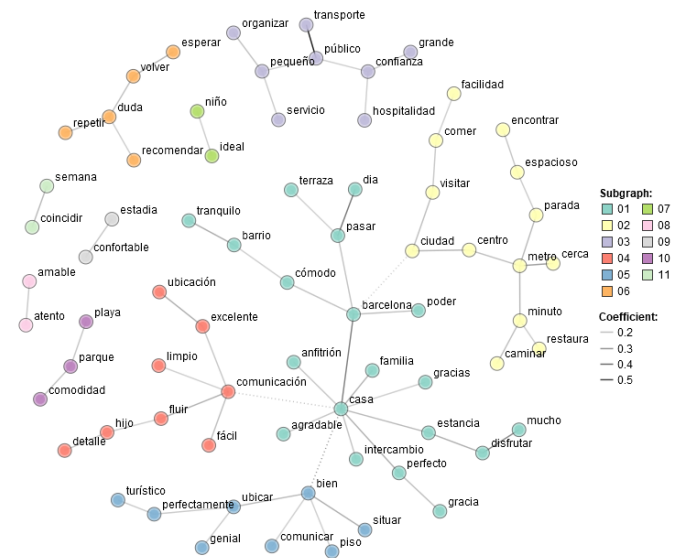 transporte
organizar
esperar
público
grande
volver
pequeño
confianza
facilidad
niño
duda
servicio
hospitalidad
repetir
encontrar
comer
recomendar
ideal
espacioso
semana
terraza
dia
visitar
Subgraph:
01 07
02 08
03 09
04 10
05 11
06
coincidir
estadia
tranquilo
parada
pasar
barrio
ciudad
centro
confortable
metro
cerca
amable
cómodo
ubicación
barcelona
poder
minuto
Coefficient:
0.2
0.3
0.4
0.5
atento
playa
excelente
restaura
caminar
anfitrión
familia
limpio
parque
gracias
comunicación
comodidad
casa
fluir
hijo
agradable
estancia
mucho
detalle
fácil
disfrutar
intercambio
perfecto
turístico
bien
ubicar
perfectamente
gracia
situar
genial
comunicar
piso